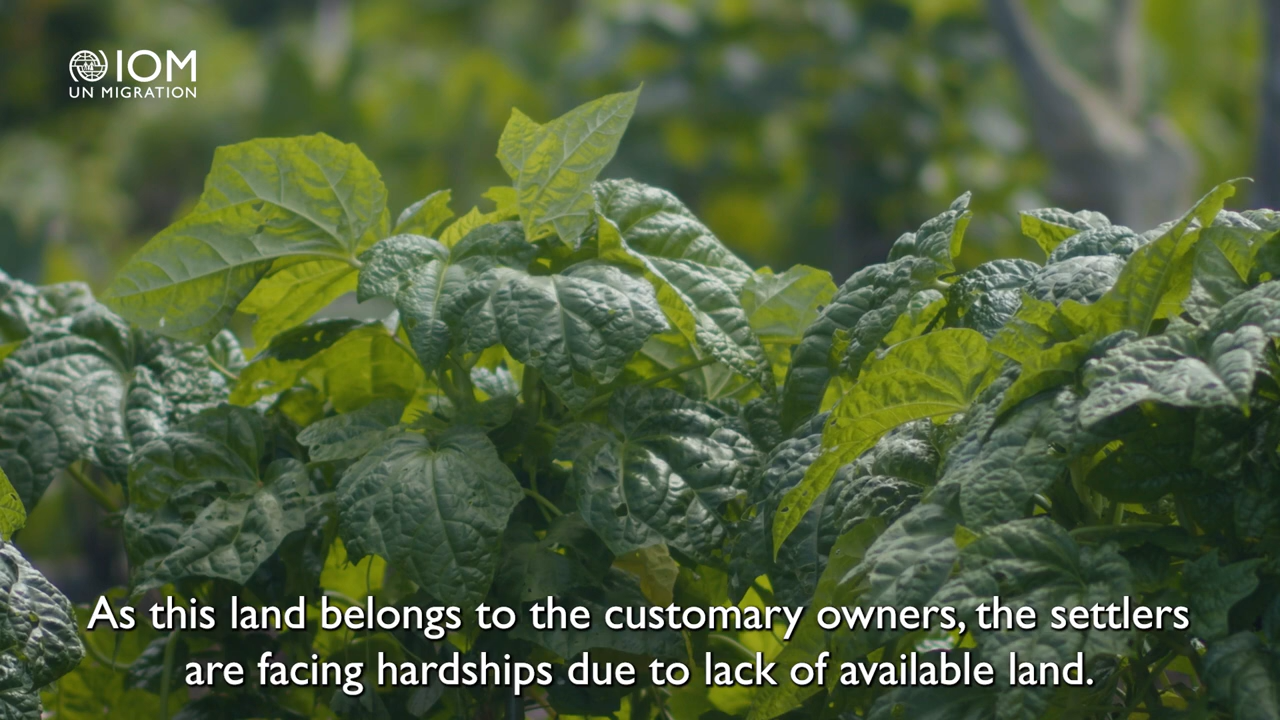 IOM
UN MIGRATION
As this land belongs to the customary owners, the settlers
are facing hardships due to lack of available land.